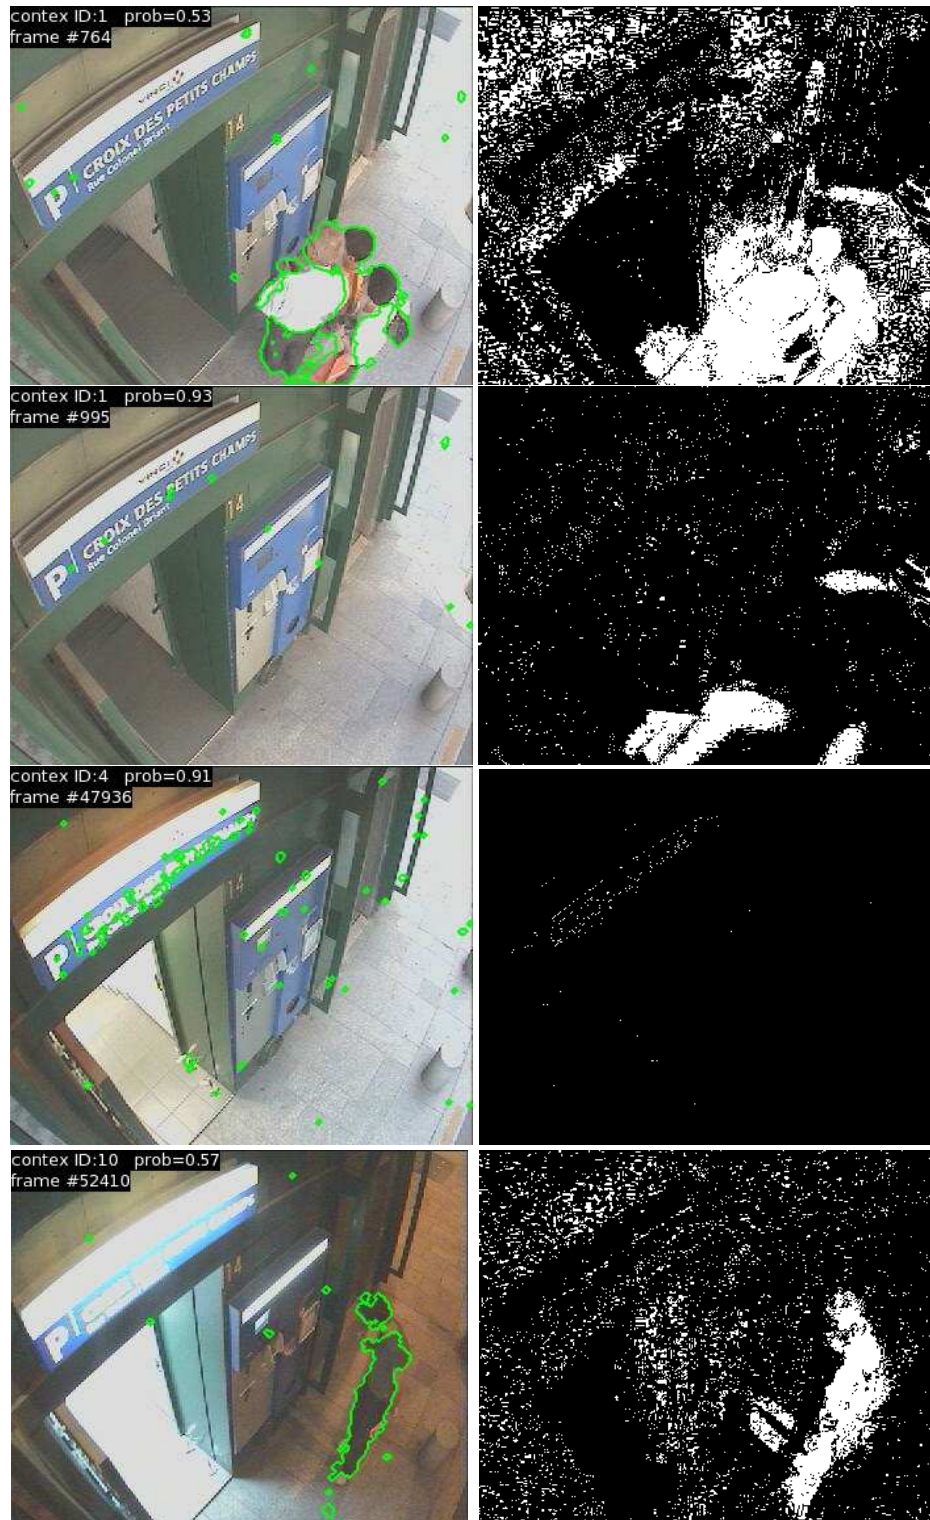 contex ID:1 prob=0.53
frame #764
VINCI
P CROIX DES PETITS CHAMPS
Rue Colonel Driant
14
contex ID:1 prob=0.93
frame #995
VINCI
P CROIX DES PETITS CHAMPS
Rue Colonel Driant
14
contex ID:4 prob=0.91
frame #47936
P
14
contex ID:10 prob=0.57
frame #52410
P
14